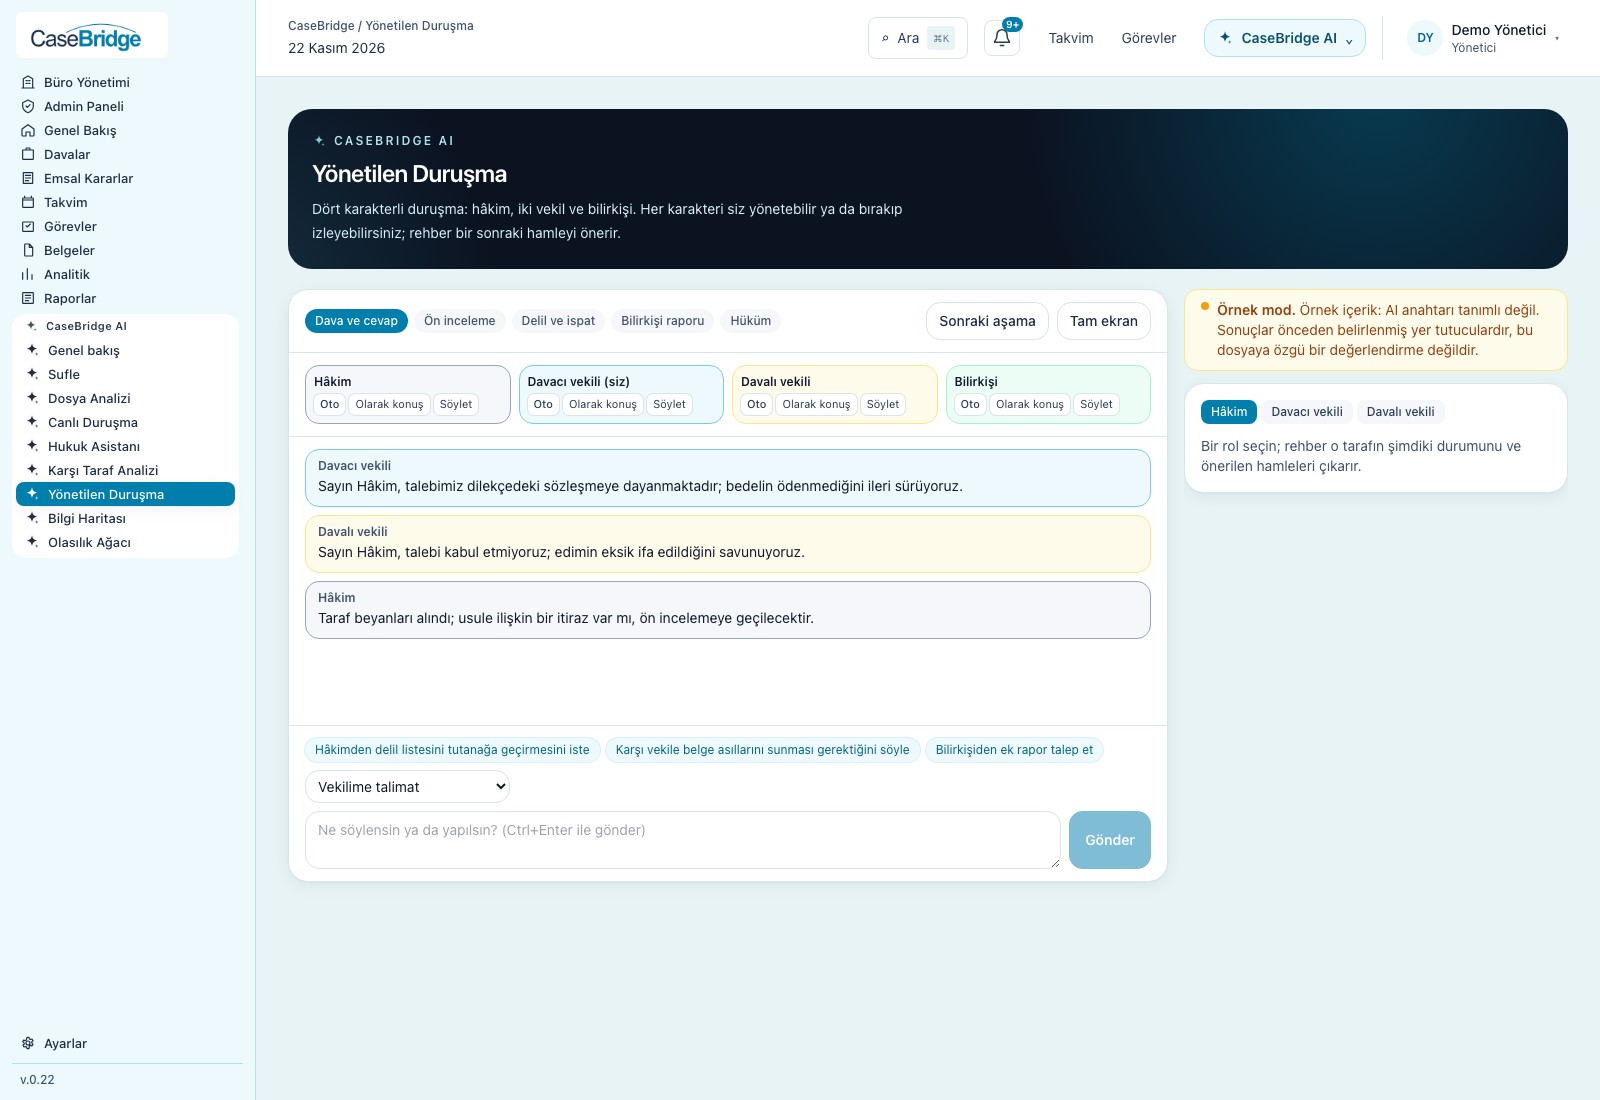 CaseBridge
Büro Yönetimi
Admin Paneli
Genel Bakış
Davalar
Emsal Kararlar
Takvim
Görevler
Belgeler
Analitik
Raporlar
CaseBridge AI
Genel bakış
Sufle
Dosya Analizi
Canlı Duruşma
Hukuk Asistanı
Karşı Taraf Analizi
Yönetilen Duruşma
Bilgi Haritası
Olasılık Ağacı
Ayarlar
v.0.22
CaseBridge / Yönetilen Duruşma
22 Kasım 2026
Ara ⌘K
9+
Takvim
Görevler
CaseBridge AI
DY
Demo Yönetici
Yönetici
CASEBRIDGE AI
Yönetilen Duruşma
Dört karakterli duruşma: hâkim, iki vekil ve bilirkişi. Her karakteri siz yönetebilir ya da bırakıp
izleyebilirsiniz; rehber bir sonraki hamleyi önerir.
Dava ve cevap
Ön inceleme
Delil ve ispat
Bilirkişi raporu
Hüküm
Sonraki aşama
Tam ekran
Hâkim
Oto Olarak konuş Söylet
Davacı vekili (siz)
Oto Olarak konuş Söylet
Davalı vekili
Oto Olarak konuş Söylet
Bilirkişi
Oto Olarak konuş Söylet
Davacı vekili
Sayın Hâkim, talebimiz dilekçedeki sözleşmeye dayanmaktadır; bedelin ödenmediğini ileri sürüyoruz.
Davalı vekili
Sayın Hâkim, talebi kabul etmiyoruz; edimin eksik ifa edildiğini savunuyoruz.
Hâkim
Taraf beyanları alındı; usule ilişkin bir itiraz var mı, ön incelemeye geçilecektir.
Hâkimden delil listesini tutanağa geçirmesini iste
Karşı vekile belge asıllarını sunması gerektiğini söyle
Bilirkişiden ek rapor talep et
Vekilime talimat
Ne söylensin ya da yapılsın? (Ctrl+Enter ile gönder)
Gönder
Örnek mod. Örnek içerik: AI anahtarı tanımlı değil.
Sonuçlar önceden belirlenmiş yer tutuculardır, bu
dosyaya özgü bir değerlendirme değildir.
Hâkim
Davacı vekili
Davalı vekili
Bir rol seçin; rehber o tarafın şimdiki durumunu ve
önerilen hamleleri çıkarır.